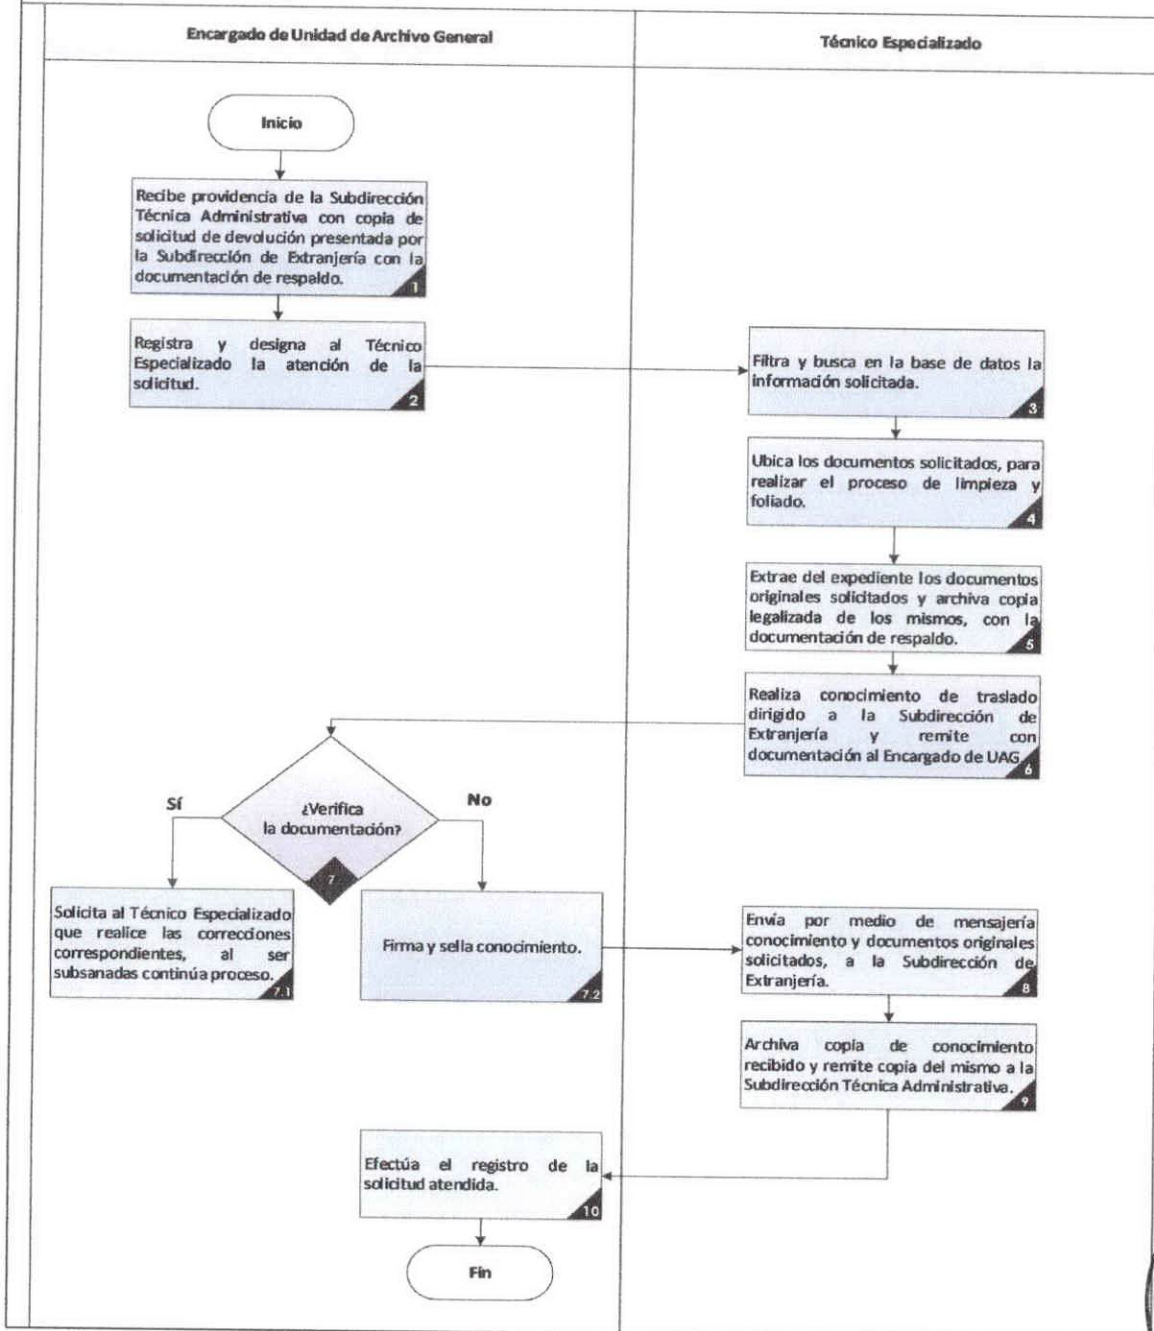 Encargado de Unidad de Archivo General
Técnico Especializado
Inicio
Recibe providencia de la Subdirección
Técnica Administrativa con copia de
solicitud de devolución presentada por
la Subdirección de Extranjería con la
documentación de respaldo.
1
Registra y designa al Técnico
Especializado la atención de la
solicitud.
2
Filtra y busca en la base de datos la
información solicitada.
3
Ubica los documentos solicitados, para
realizar el proceso de limpieza y
foliado.
4
Extrae del expediente los documentos
originales solicitados y archiva copia
legalizada de los mismos, con la
documentación de respaldo.
5
Realiza conocimiento de traslado
dirigido a la Subdirección de
Extranjería y remite con
documentación al Encargado de UAG.
6
¿Verifica
la documentación?
7
Sí
No
Solicita al Técnico Especializado
que realice las correcciones
correspondientes, al ser
subsanadas continúa proceso.
7.1
Firma y sella conocimiento.
7.2
Envía por medio de mensajería
conocimiento y documentos originales
solicitados, a la Subdirección de
Extranjería.
8
Archiva copia de conocimiento
recibido y remite copia del mismo a la
Subdirección Técnica Administrativa.
9
Efectúa el registro de la
solicitud atendida.
10
Fin